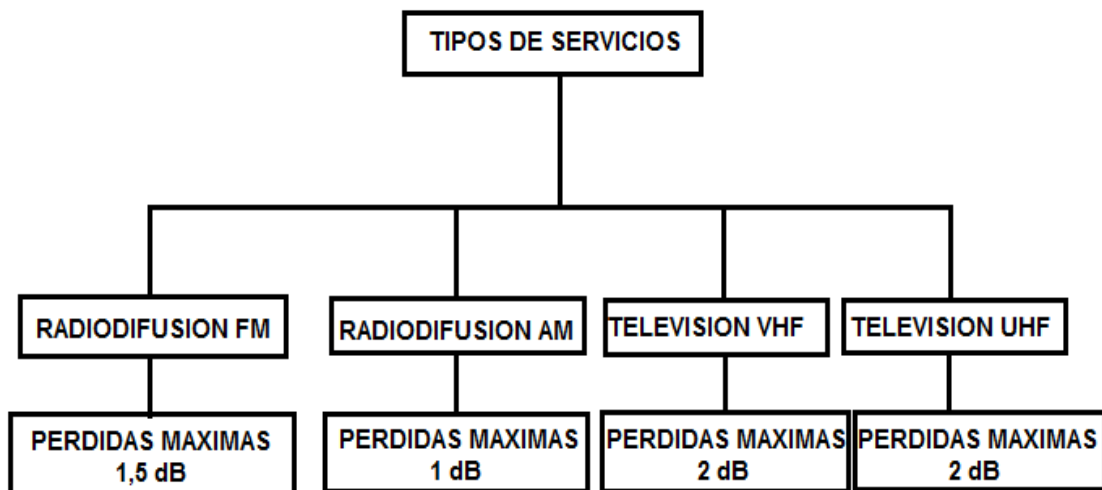 TIPOS DE SERVICIOS
RADIODIFUSION FM
RADIODIFUSION AM
TELEVISION VHF
TELEVISION UHF
PERDIDAS MAXIMAS
1,5 dB
PERDIDAS MAXIMAS
1 dB
PERDIDAS MAXIMAS
2 dB
PERDIDAS MAXIMAS
2 dB